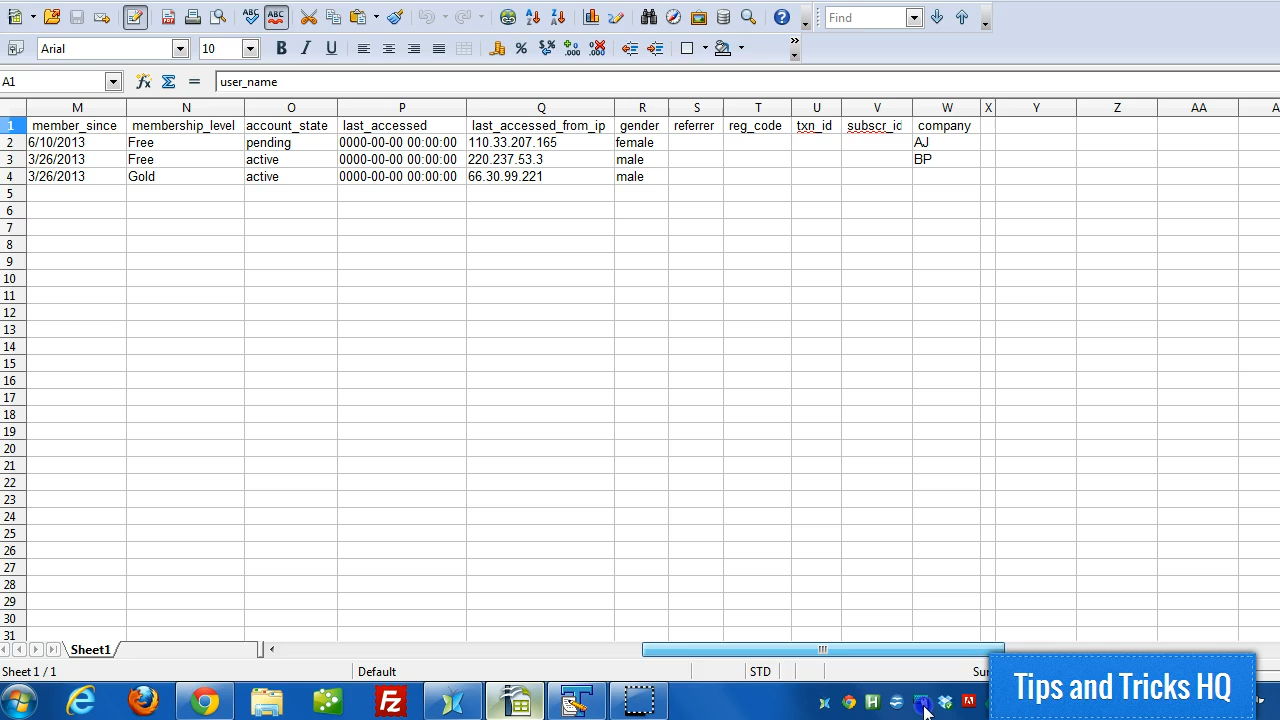 Find
Arial 10 B I U
A1 user_name
M N O P Q R S T U V W X Y Z AA
1 member_since membership_level account_state last_accessed last_accessed_from_ip gender referrer reg_code txn_id subscr_id company
2 6/10/2013 Free pending 0000-00-00 00:00:00 110.33.207.165 female AJ
3 3/26/2013 Free active 0000-00-00 00:00:00 220.237.53.3 male BP
4 3/26/2013 Gold active 0000-00-00 00:00:00 66.30.99.221 male
5
6
7
8
9
10
11
12
13
14
15
16
17
18
19
20
21
22
23
24
25
26
27
28
29
30
31
Sheet1
Sheet 1 / 1 Default STD
Tips and Tricks HQ